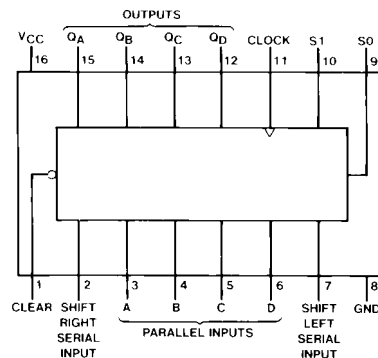 OUTPUTS
VCC QA QB QC QD CLOCK S1 S0
16 15 14 13 12 11 10 9
1 2 3 4 5 6 7 8
CLEAR SHIFT A B C D SHIFT GND
RIGHT LEFT
SERIAL PARALLEL INPUTS SERIAL
INPUT INPUT